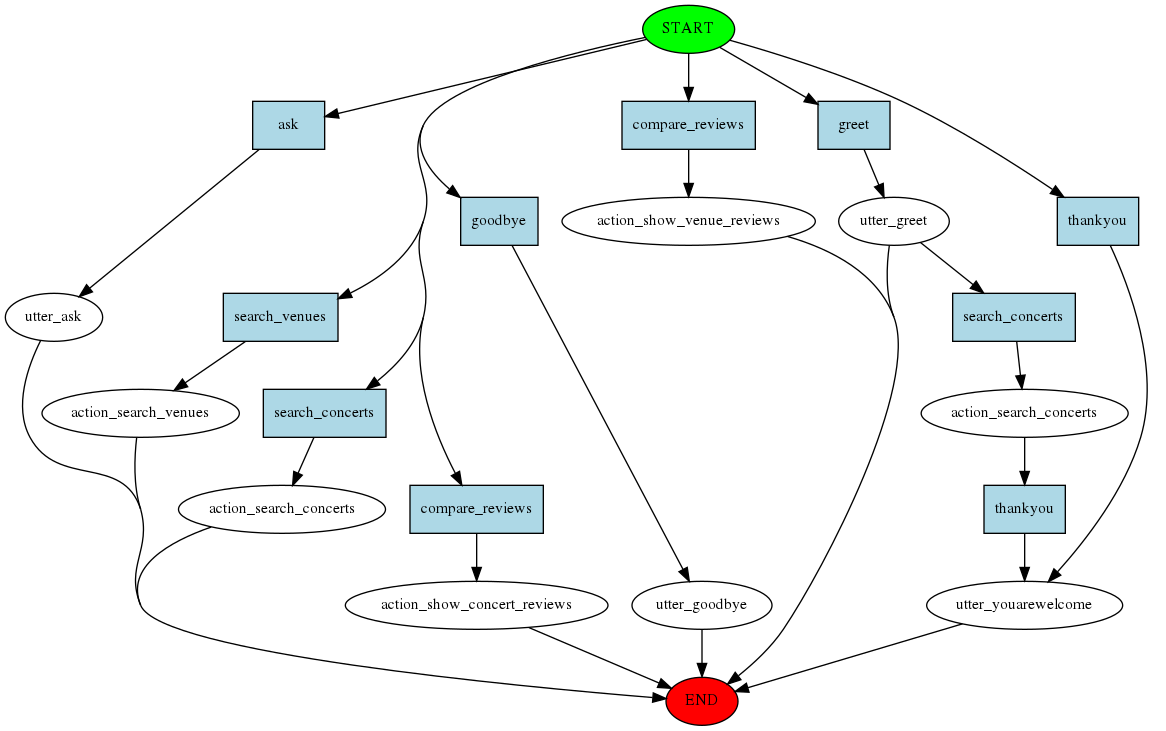 START
ask
compare_reviews
greet
goodbye
action_show_venue_reviews
utter_greet
thankyou
utter_ask
search_venues
search_concerts
action_search_venues
search_concerts
action_search_concerts
action_search_concerts
compare_reviews
thankyou
action_show_concert_reviews
utter_goodbye
utter_youarewelcome
END